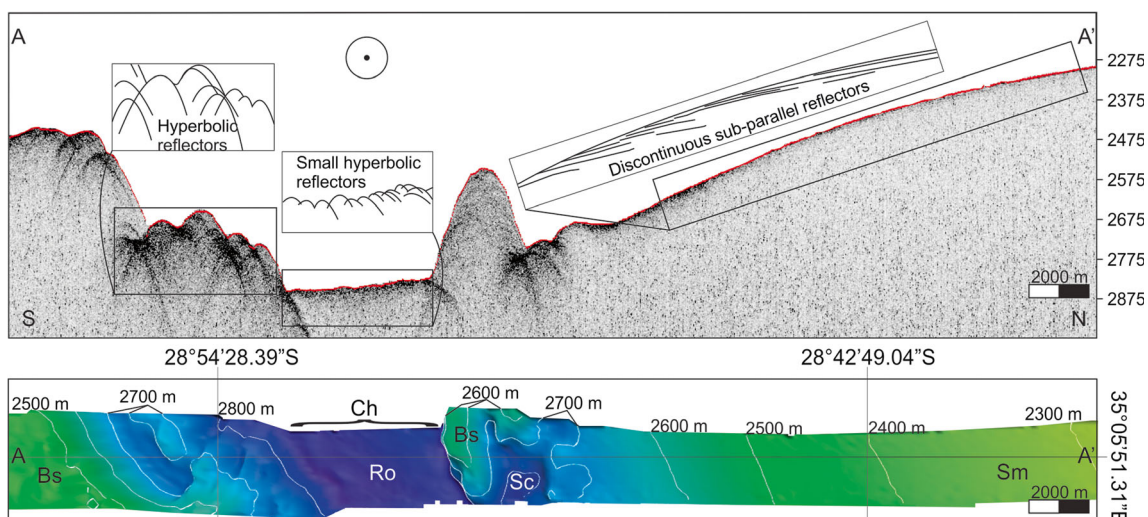 A
A’
Hyperbolic
reflectors
Small hyperbolic
reflectors
Discontinuous sub-parallel reflectors
2275
2375
2475
2575
2675
2775
2875
2000 m
S
N
28°54’28.39”S
28°42’49.04”S
2500 m
2700 m
2800 m
Ch
2600 m
2700 m
2600 m
2500 m
2400 m
2300 m
A
Bs
Ro
Bs
Sc
Sm
A’
2000 m
35°05’51.31”E